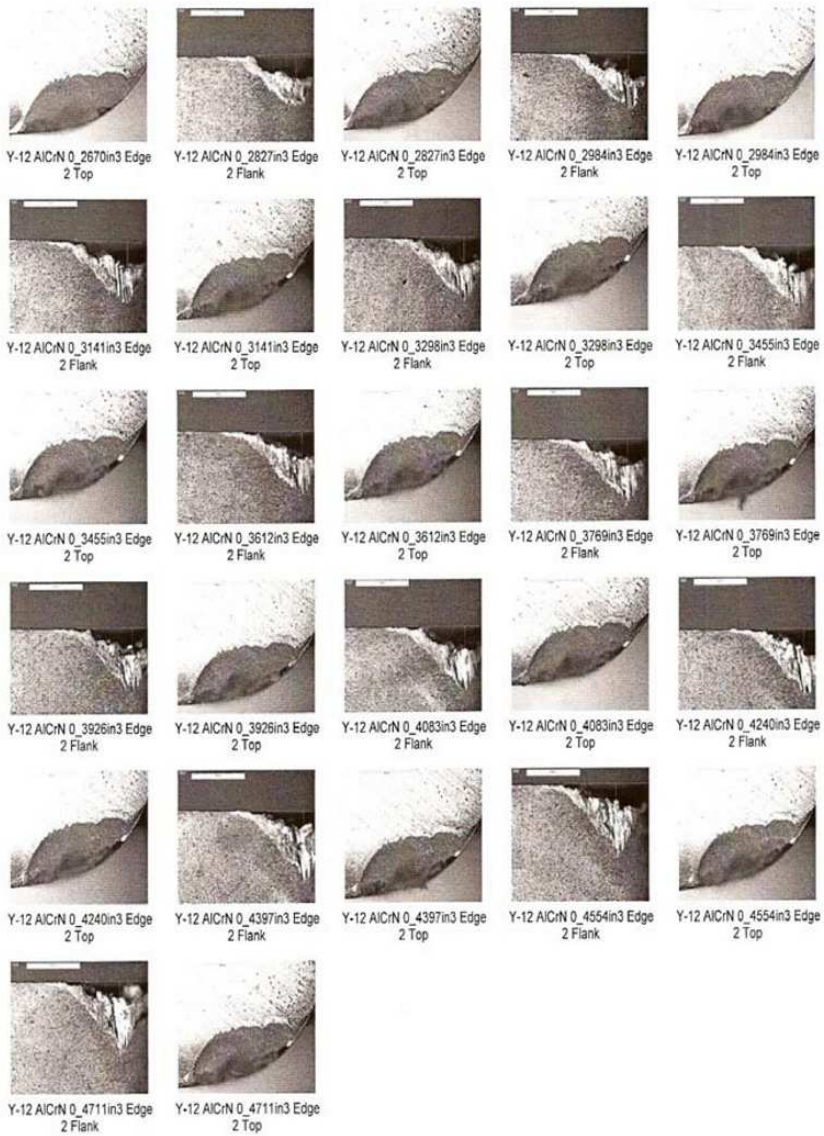 Y-12 AlCrN 0_2670in3 Edge
2 Top
Y-12 AlCrN 0_2827in3 Edge
2 Flank
Y-12 AlCrN 0_2827in3 Edge
2 Top
Y-12 AlCrN 0_2984in3 Edge
2 Flank
Y-12 AlCrN 0_2984in3 Edge
2 Top
Y-12 AlCrN 0_3141in3 Edge
2 Flank
Y-12 AlCrN 0_3141in3 Edge
2 Top
Y-12 AlCrN 0_3298in3 Edge
2 Flank
Y-12 AlCrN 0_3298in3 Edge
2 Top
Y-12 AlCrN 0_3455in3 Edge
2 Flank
Y-12 AlCrN 0_3455in3 Edge
2 Top
Y-12 AlCrN 0_3612in3 Edge
2 Flank
Y-12 AlCrN 0_3612in3 Edge
2 Top
Y-12 AlCrN 0_3769in3 Edge
2 Flank
Y-12 AlCrN 0_3769in3 Edge
2 Top
Y-12 AlCrN 0_3926in3 Edge
2 Flank
Y-12 AlCrN 0_3926in3 Edge
2 Top
Y-12 AlCrN 0_4083in3 Edge
2 Flank
Y-12 AlCrN 0_4083in3 Edge
2 Top
Y-12 AlCrN 0_4240in3 Edge
2 Flank
Y-12 AlCrN 0_4240in3 Edge
2 Top
Y-12 AlCrN 0_4397in3 Edge
2 Flank
Y-12 AlCrN 0_4397in3 Edge
2 Top
Y-12 AlCrN 0_4554in3 Edge
2 Flank
Y-12 AlCrN 0_4554in3 Edge
2 Top
Y-12 AlCrN 0_4711in3 Edge
2 Flank
Y-12 AlCrN 0_4711in3 Edge
2 Top